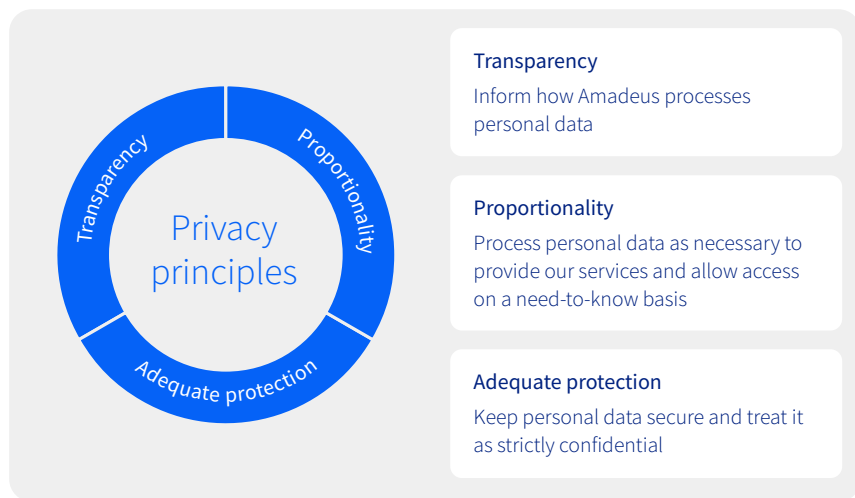 Transparency
Proportionality
Adequate protection
Privacy
principles
Transparency
Inform how Amadeus processes
personal data
Proportionality
Process personal data as necessary to
provide our services and allow access
on a need-to-know basis
Adequate protection
Keep personal data secure and treat it
as strictly confidential